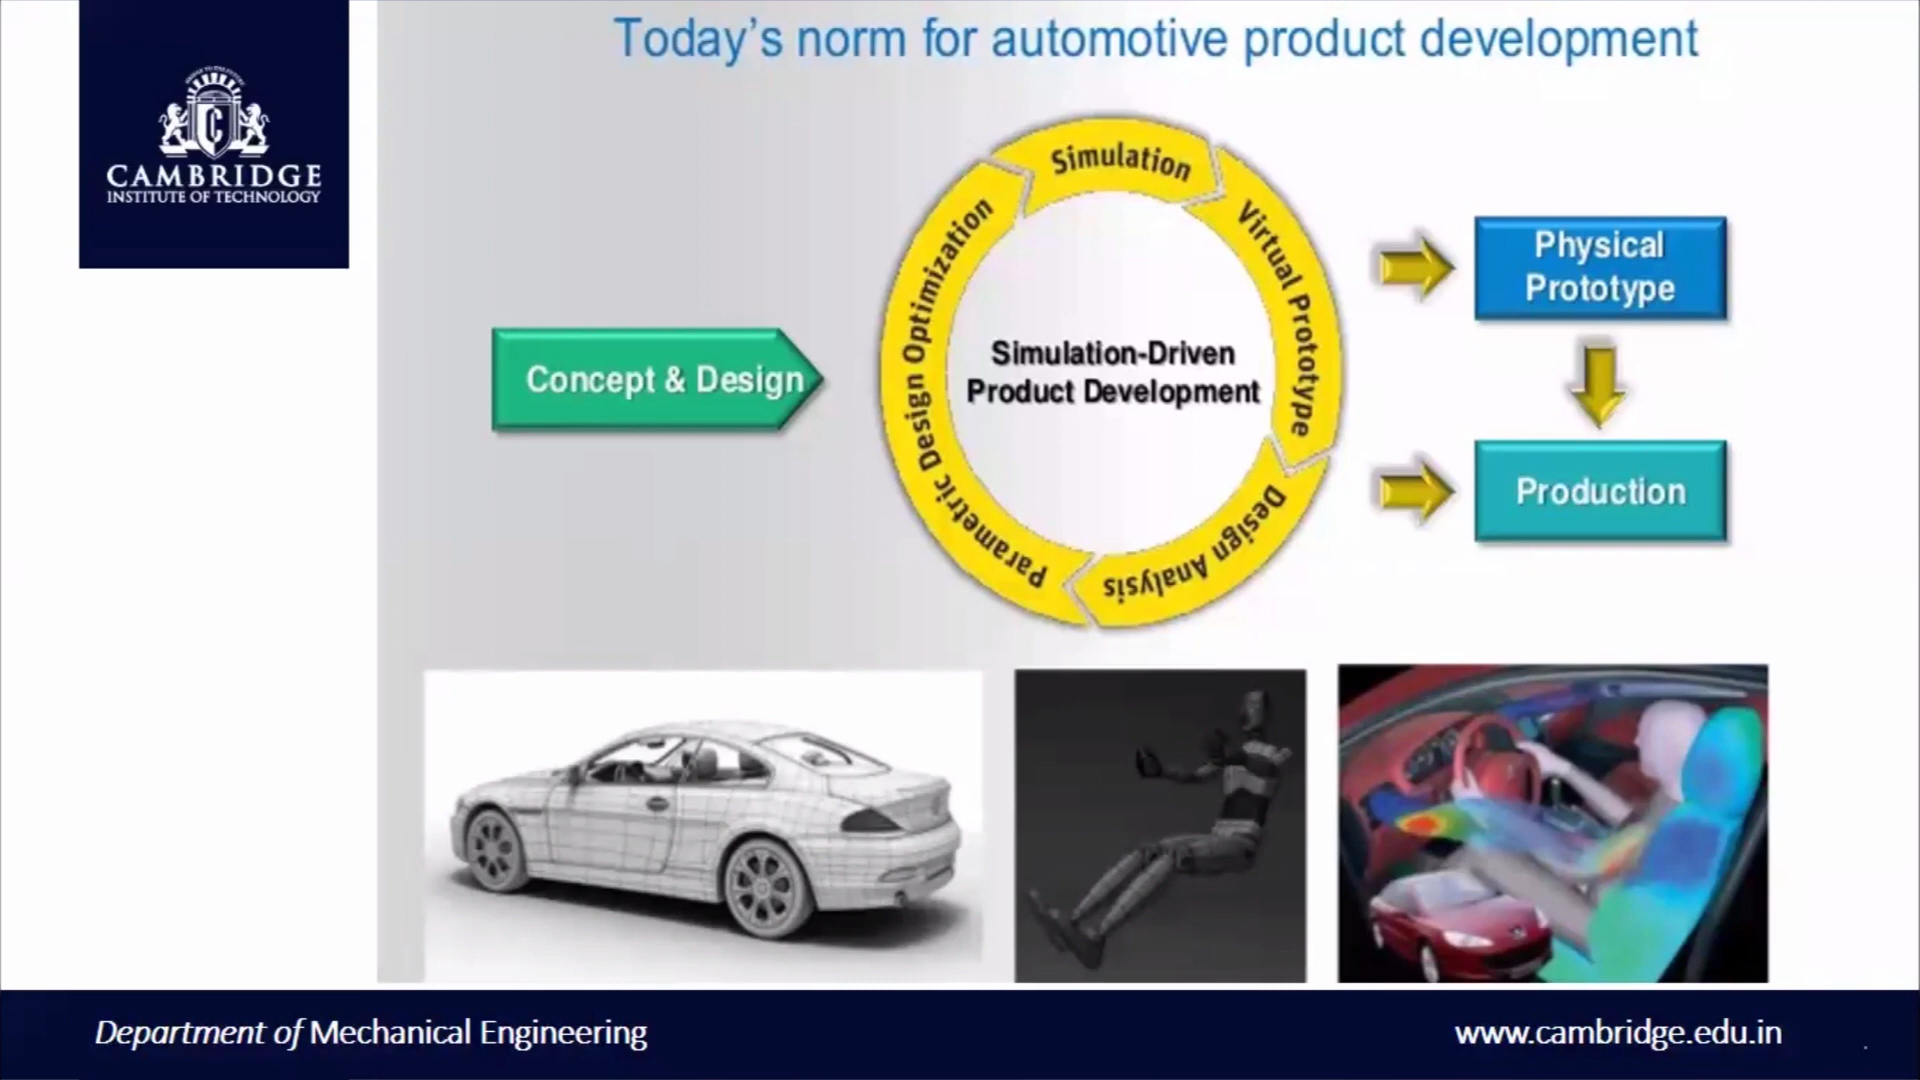 Today's norm for automotive product development
CAMBRIDGE
INSTITUTE OF TECHNOLOGY
Simulation
Virtual Prototype
Design Analysis
Parametric Design Optimization
Simulation-Driven
Product Development
Concept & Design
Physical
Prototype
Production
Department of Mechanical Engineering
www.cambridge.edu.in